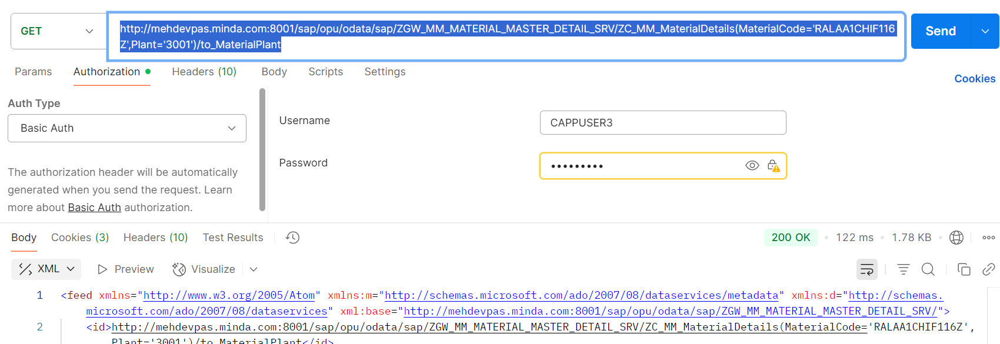 GET
http://mehdevpas.minda.com:8001/sap/opu/odata/sap/ZGW_MM_MATERIAL_MASTER_DETAIL_SRV/ZC_MM_MaterialDetails(MaterialCode='RALAA1CHIF116
Z',Plant='3001')/to_MaterialPlant
Send
Params Authorization Headers (10) Body Scripts Settings
Cookies
Auth Type
Basic Auth
The authorization header will be automatically
generated when you send the request. Learn
more about Basic Auth authorization.
Username
CAPPUSER3
Password
•••••••••
Body Cookies (3) Headers (10) Test Results
200 OK • 122 ms • 1.78 KB •
XML Preview Visualize
1 <feed xmlns="http://www.w3.org/2005/Atom" xmlns:m="http://schemas.microsoft.com/ado/2007/08/dataservices/metadata" xmlns:d="http://schemas.
microsoft.com/ado/2007/08/dataservices" xml:base="http://mehdevpas.minda.com:8001/sap/opu/odata/sap/ZGW_MM_MATERIAL_MASTER_DETAIL_SRV/">
2 <id>http://mehdevpas.minda.com:8001/sap/opu/odata/sap/ZGW_MM_MATERIAL_MASTER_DETAIL_SRV/ZC_MM_MaterialDetails(MaterialCode='RALAA1CHIF116Z',
Plant='3001')/to_MaterialPlant</id>